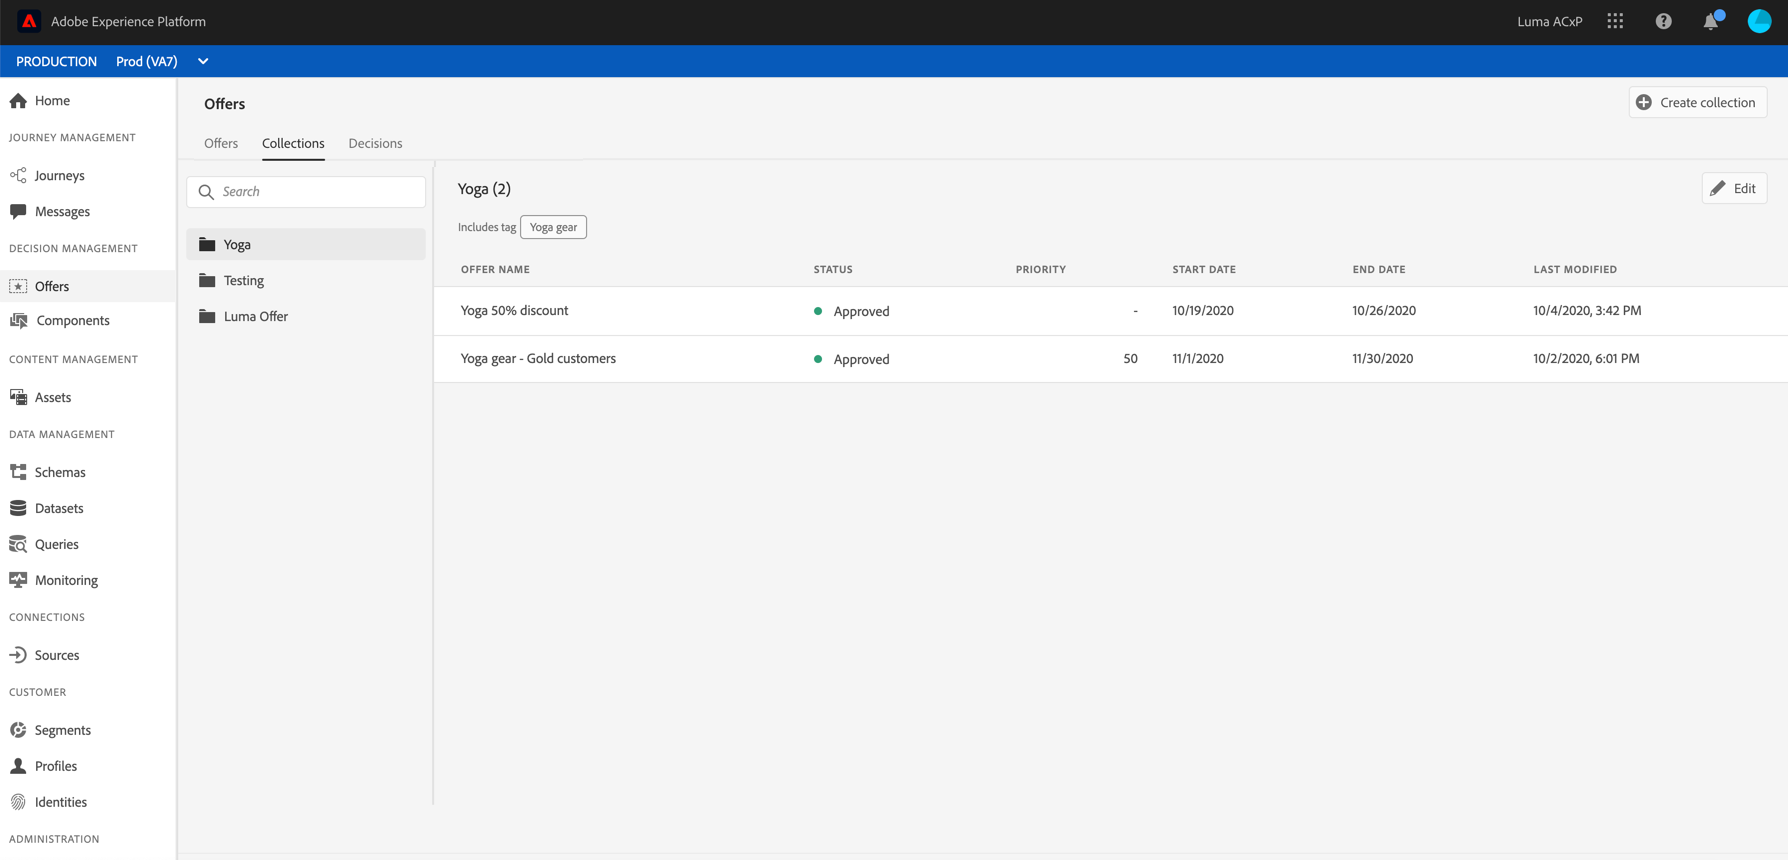 Adobe Experience Platform
Luma ACxP
PRODUCTION Prod (VA7)
Home
JOURNEY MANAGEMENT
Journeys
Messages
DECISION MANAGEMENT
Offers
Components
CONTENT MANAGEMENT
Assets
DATA MANAGEMENT
Schemas
Datasets
Queries
Monitoring
CONNECTIONS
Sources
CUSTOMER
Segments
Profiles
Identities
ADMINISTRATION
Offers
Create collection
Offers Collections Decisions
Search
Yoga
Testing
Luma Offer
Yoga (2)
Edit
Includes tag Yoga gear
OFFER NAME STATUS PRIORITY START DATE END DATE LAST MODIFIED
Yoga 50% discount Approved - 10/19/2020 10/26/2020 10/4/2020, 3:42 PM
Yoga gear - Gold customers Approved 50 11/1/2020 11/30/2020 10/2/2020, 6:01 PM